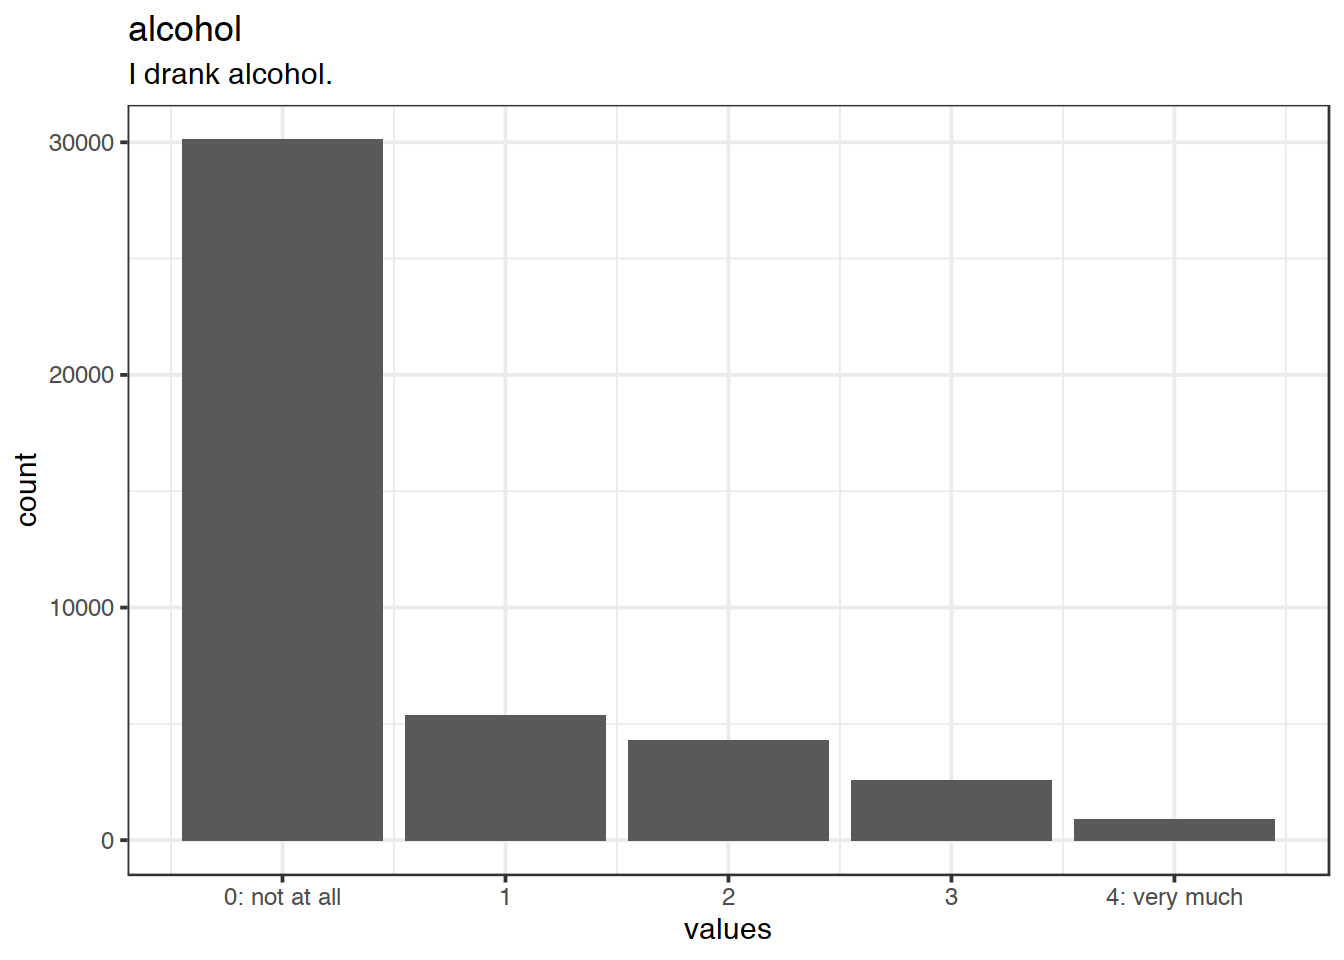 alcohol
I drank alcohol.
30000
20000
10000
0
count
0: not at all
1
2
3
4: very much
values